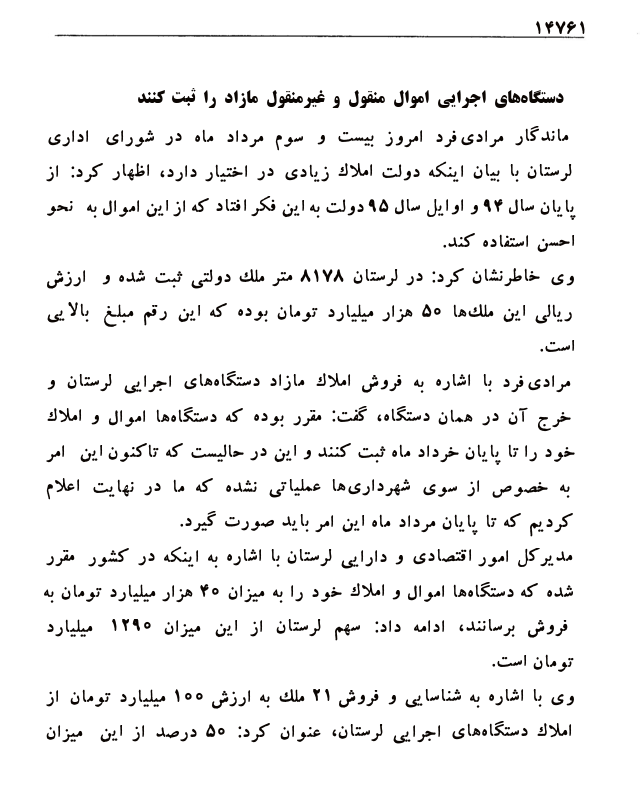 ۱۴۷۶۱
دستگاه‌های اجرایی اموال منقول و غیرمنقول مازاد را ثبت کنند
ماندگار مرادی‌فرد امروز بیست و سوم مرداد ماه در شورای اداری
لرستان با بیان اینکه دولت املاک زیادی در اختیار دارد، اظهار کرد: از
پایان سال ۹۴ و اوایل سال ۹۵ دولت به این فکر افتاد که از این اموال به نحو
احسن استفاده کند.
وی خاطرنشان کرد: در لرستان ۸۱۷۸ متر ملک دولتی ثبت شده و ارزش
ریالی این ملک‌ها ۵۰ هزار میلیارد تومان بوده که این رقم مبلغ بالایی
است.
مرادی‌فرد با اشاره به فروش املاک مازاد دستگاه‌های اجرایی لرستان و
خرج آن در همان دستگاه، گفت: مقرر بوده که دستگاه‌ها اموال و املاک
خود را تا پایان خرداد ماه ثبت کنند و این در حالیست که تاکنون این امر
به خصوص از سوی شهرداری‌ها عملیاتی نشده که ما در نهایت اعلام
کردیم که تا پایان مرداد ماه این امر باید صورت گیرد.
مدیرکل امور اقتصادی و دارایی لرستان با اشاره به اینکه در کشور مقرر
شده که دستگاه‌ها اموال و املاک خود را به میزان ۴۰ هزار میلیارد تومان به
فروش برسانند، ادامه داد: سهم لرستان از این میزان ۱۲۹۰ میلیارد
تومان است.
وی با اشاره به شناسایی و فروش ۲۱ ملک به ارزش ۱۰۰ میلیارد تومان از
املاک دستگاه‌های اجرایی لرستان، عنوان کرد: ۵۰ درصد از این میزان